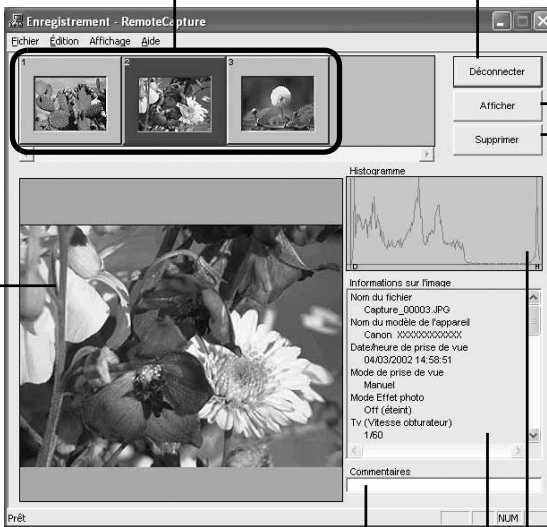 Enregistrement - RemoteCapture
Fichier Édition Affichage Aide
1
2
3
Déconnecter
Afficher
Supprimer
Histogramme
D
H
Informations sur l'image
Nom du fichier
Capture_00003.JPG
Nom du modèle de l'appareil
Canon XXXXXXXXXXXX
Date/heure de prise de vue
04/03/2002 14:58:51
Mode de prise de vue
Manuel
Mode Effet photo
Off (éteint)
Tv (Vitesse obturateur)
1/60
Commentaires
Prêt
NUM